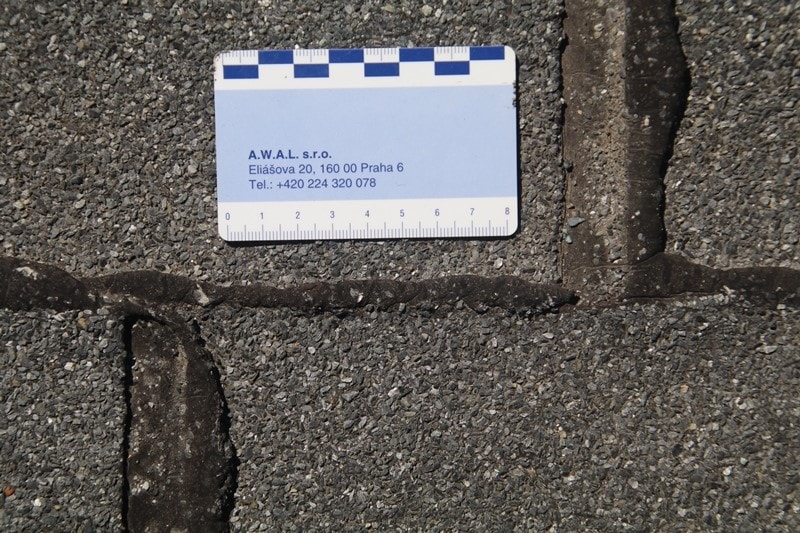 A.W.A.L. s.r.o.
Eliášova 20, 160 00 Praha 6
Tel.: +420 224 320 078
0 1 2 3 4 5 6 7 8